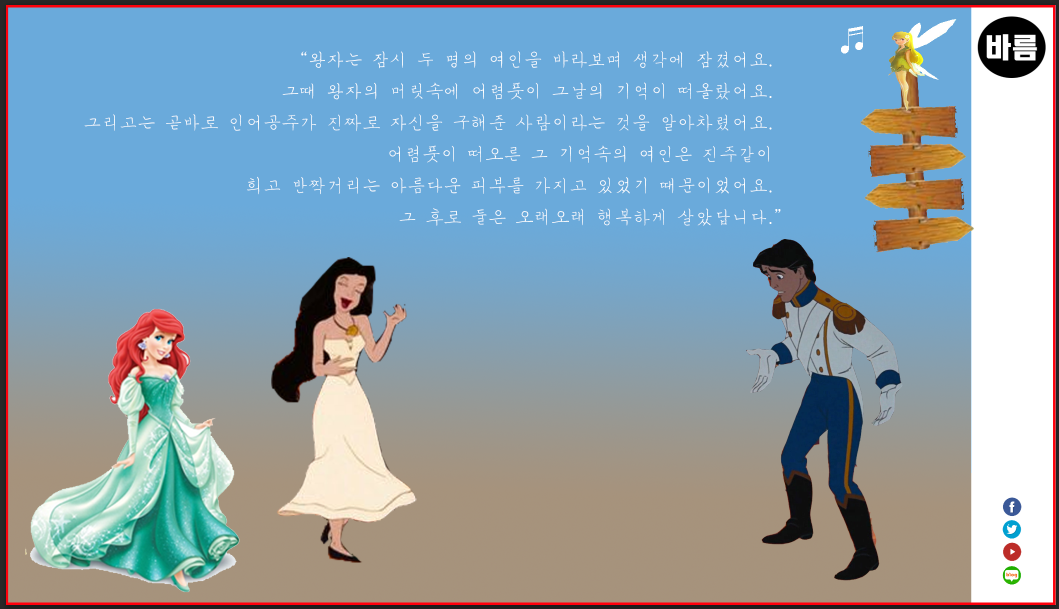 “왕자는 잠시 두 명의 여인을 바라보며 생각에 잠겼어요.
그때 왕자의 머릿속에 어렴풋이 그날의 기억이 떠올랐어요.
그리고는 곧바로 인어공주가 진짜로 자신을 구해준 사람이라는 것을 알아차렸어요.
어렴풋이 떠오른 그 기억속의 여인은 진주같이
희고 반짝거리는 아름다운 피부를 가지고 있었기 때문이었어요.
그 후로 둘은 오래오래 행복하게 살았답니다.”
바름